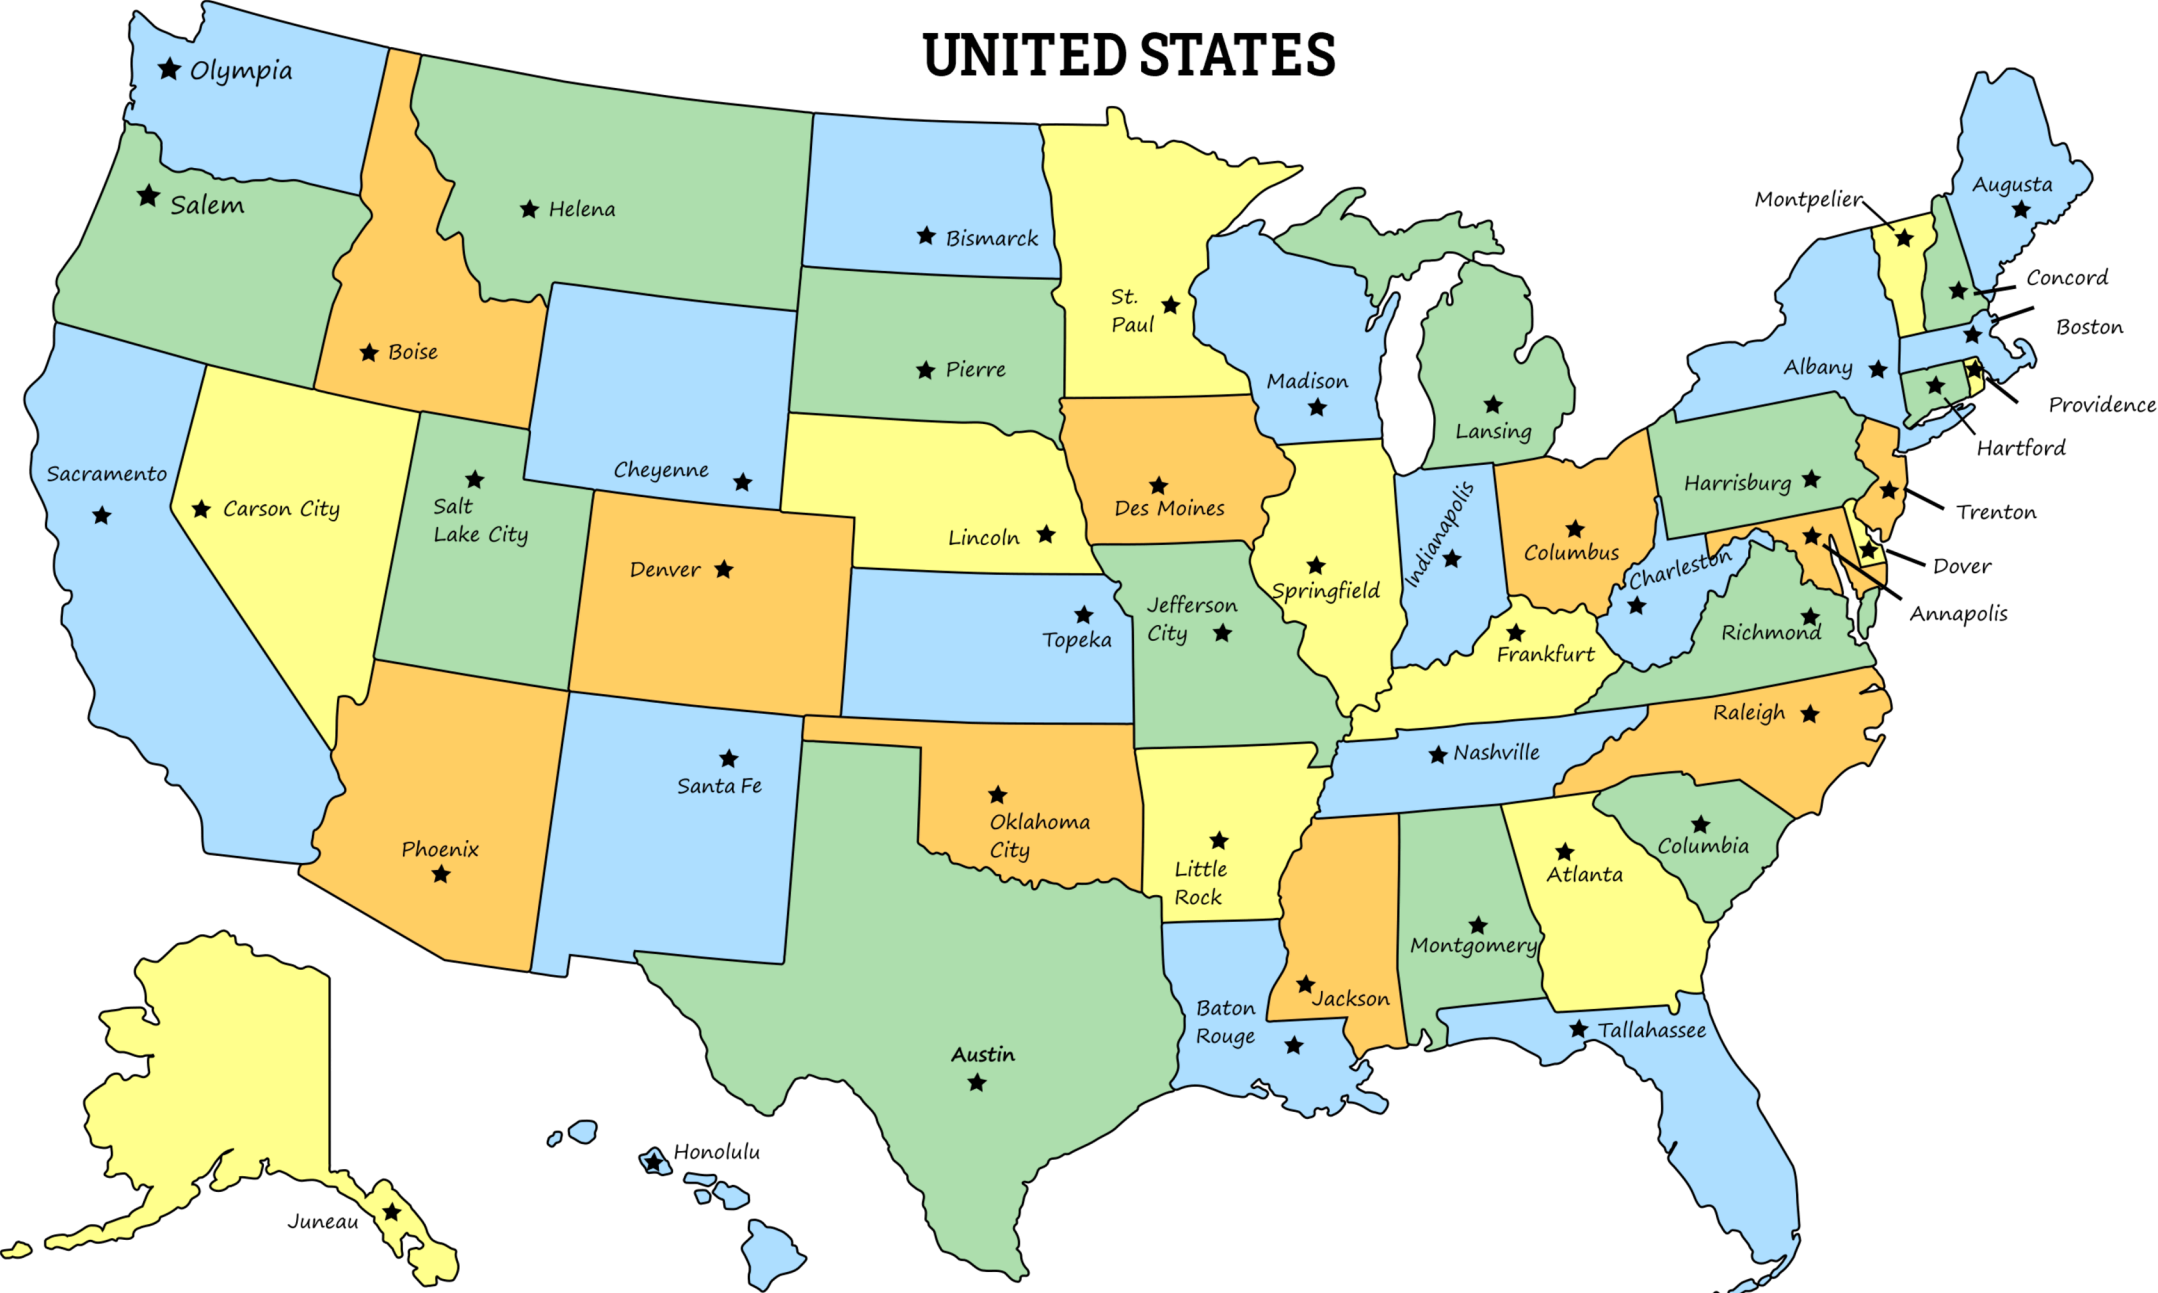 UNITED STATES
Olympia
Augusta
Salem
Montpelier
Helena
Bismarck
Concord
St.
Paul
Boston
Boise
Pierre
Albany
Madison
Providence
Lansing
Hartford
Sacramento
Cheyenne
Harrisburg
Carson City
Salt
Lake City
Des Moines
Trenton
Lincoln
Indianapolis
Columbus
Denver
Charleston
Dover
Springfield
Jefferson
City
Annapolis
Topeka
Richmond
Frankfurt
Raleigh
Nashville
Santa Fe
Oklahoma
City
Phoenix
Columbia
Little
Rock
Atlanta
Montgomery
Jackson
Baton
Rouge
Tallahassee
Austin
Honolulu
Juneau